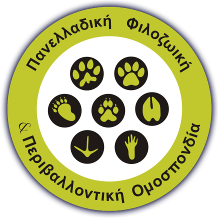 Πανελλαδική Φιλοζωική
& Περιβαλλοντική Ομοσπονδία